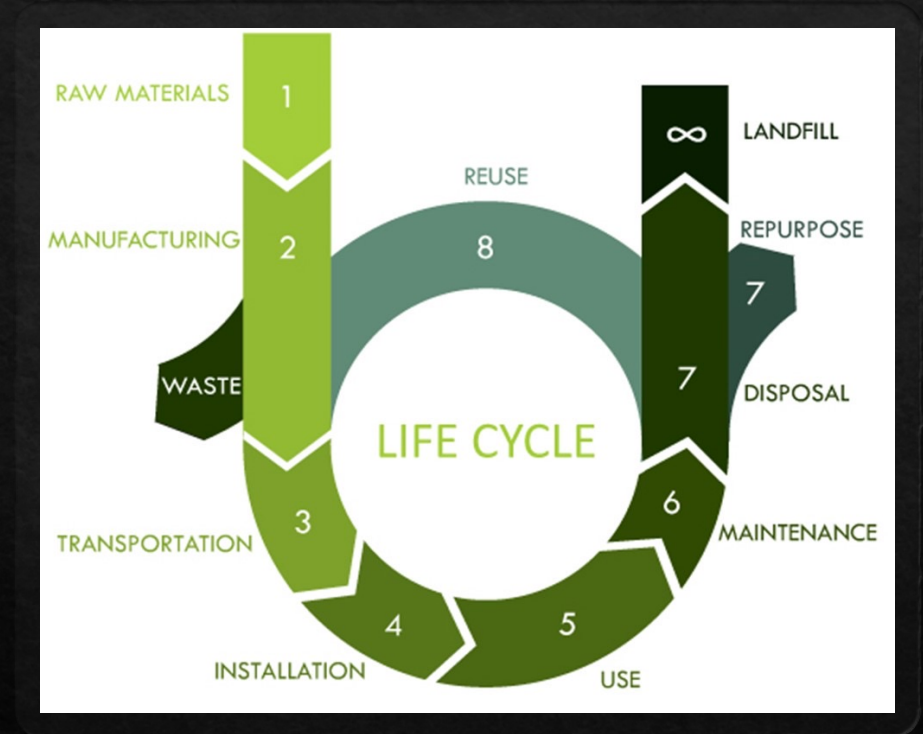 RAW MATERIALS
1
∞
LANDFILL
REUSE
REPURPOSE
MANUFACTURING
2
8
7
WASTE
7
DISPOSAL
LIFE CYCLE
3
6
TRANSPORTATION
MAINTENANCE
4
5
INSTALLATION
USE